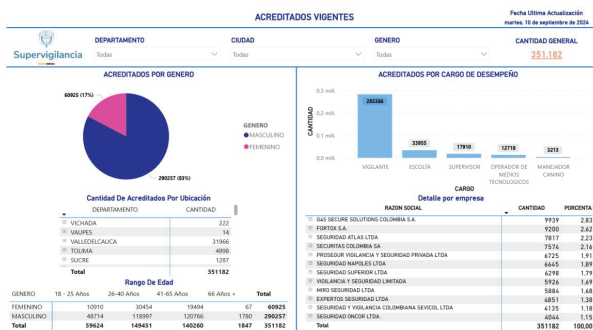 ACREDITADOS VIGENTES
Fecha Ultima Actualización
martes, 10 de septiembre de 2024
Supervigilancia
DEPARTAMENTO
Todas
CIUDAD
Todas
GENERO
Todas
CANTIDAD GENERAL
351.182
ACREDITADOS POR GENERO
60925 (17%)
290257 (83%)
GENERO
MASCULINO
FEMENINO
ACREDITADOS POR CARGO DE DESEMPEÑO
CANTIDAD
0.3 mill.
0.2 mill.
0.1 mill.
0.0 mill.
283386 33955 17910 12718 3213
VIGILANTE ESCOLTA SUPERVISOR OPERADOR DE MEDIOS TECNOLOGICOS MANEJADOR CANINO
CARGO
Cantidad De Acreditados Por Ubicación
DEPARTAMENTO CANTIDAD
VICHADA 222
VAUPES 14
VALLEDELCAUCA 31966
TOLIMA 4996
SUCRE 1287
Total 351182
Rango De Edad
GENERO 18 - 25 Años 26-40 Años 41-65 Años 66 Años + Total
FEMENINO 10910 30454 19494 67 60925
MASCULINO 48714 118997 120766 1780 290257
Total 59624 149451 140260 1847 351182
Detalle por empresa
RAZON SOCIAL CANTIDAD PORCENTA.
GAS SECURE SOLUTIONS COLOMBIA S.A. 9939 2.83
FORTOX S.A. 9200 2.62
SEGURIDAD ATLAS LTDA 7817 2.23
SECURITAS COLOMBIA SA 7574 2.16
PROSEGUR VIGILANCIA Y SEGURIDAD PRIVADA LTDA 6725 1.91
SEGURIDAD NAPOLES LTDA 6645 1.89
SEGURIDAD SUPERIOR LTDA 6298 1.79
VIGILANCIA Y SEGURIDAD LIMITADA 5926 1.69
MIRO SEGURIDAD LTDA 5884 1.68
EXPERTOS SEGURIDAD LTDA 4851 1.38
SEGURIDAD Y VIGILANCIA COLOMBIANA SEVICOL LTDA 4135 1.18
SEGURIDAD ONCOR LTDA. 4044 1.15
Total 351182 100,00